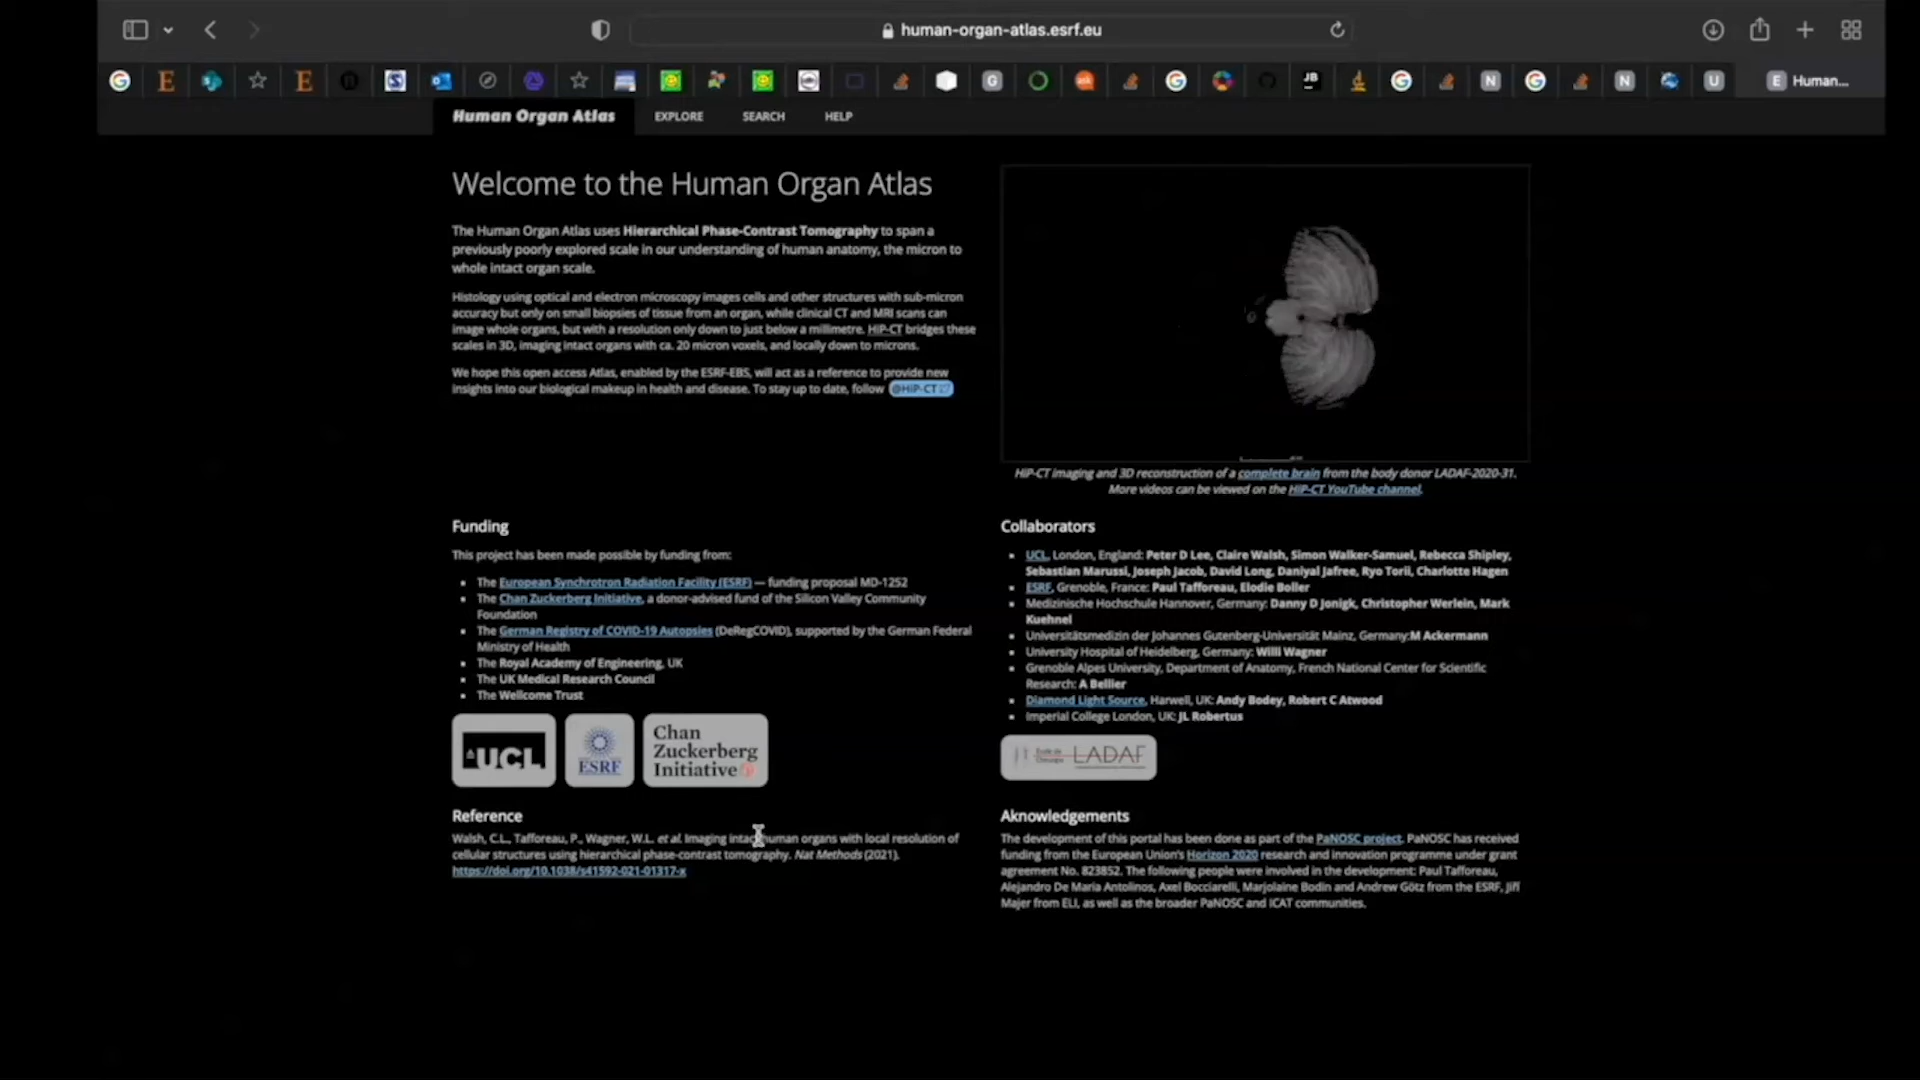 human-organ-atlas.esrf.eu
Human...
Human Organ Atlas
EXPLORE
SEARCH
HELP
Welcome to the Human Organ Atlas
The Human Organ Atlas uses Hierarchical Phase-Contrast Tomography to span a
previously poorly explored scale in our understanding of human anatomy, the micron to
whole intact organ scale.
Histology using optical and electron microscopy images cells and other structures with sub-micron
accuracy but only on small biopsies of tissue from an organ, while clinical CT and MRI scans can
image whole organs, but with a resolution only down to just below a millimetre. HiP-CT bridges these
scales in 3D, imaging intact organs with ca. 20 micron voxels, and locally down to microns.
We hope this open access Atlas, enabled by the ESRF-EBS, will act as a reference to provide new
insights into our biological makeup in health and disease. To stay up to date, follow @HiP-CT
HiP-CT imaging and 3D reconstruction of a complete brain from the body donor LADAF-2020-31.
More videos can be viewed on the HiP-CT YouTube channel.
Funding
This project has been made possible by funding from:
The European Synchrotron Radiation Facility (ESRF) — funding proposal MD-1252
The Chan Zuckerberg Initiative, a donor-advised fund of the Silicon Valley Community
Foundation
The German Registry of COVID-19 Autopsies (DeRegCOVID), supported by the German Federal
Ministry of Health
The Royal Academy of Engineering, UK
The UK Medical Research Council
The Wellcome Trust
UCL
ESRF
Chan
Zuckerberg
Initiative
Collaborators
UCL, London, England: Peter D Lee, Claire Walsh, Simon Walker-Samuel, Rebecca Shipley,
Sebastian Marussi, Joseph Jacob, David Long, Daniyal Jafree, Ryo Torii, Charlotte Hagen
ESRF, Grenoble, France: Paul Tafforeau, Elodie Boller
Medizinische Hochschule Hannover, Germany: Danny D Jonigk, Christopher Werlein, Mark
Kuehnel
Universitätsmedizin der Johannes Gutenberg-Universität Mainz, Germany:M Ackermann
University Hospital of Heidelberg, Germany: Willi Wagner
Grenoble Alpes University, Department of Anatomy, French National Center for Scientific
Research: A Bellier
Diamond Light Source, Harwell, UK: Andy Bodey, Robert C Atwood
Imperial College London, UK: JL Robertus
LADAF
Reference
Walsh, C.L., Tafforeau, P., Wagner, W.L. et al. Imaging intact human organs with local resolution of
cellular structures using hierarchical phase-contrast tomography. Nat Methods (2021).
https://doi.org/10.1038/s41592-021-01317-x
Aknowledgements
The development of this portal has been done as part of the PaNOSC project. PaNOSC has received
funding from the European Union's Horizon 2020 research and innovation programme under grant
agreement No. 823852. The following people were involved in the development: Paul Tafforeau,
Alejandro De Maria Antolinos, Axel Bocciarelli, Marjolaine Bodin and Andrew Götz from the ESRF, Jiří
Majer from ELI, as well as the broader PaNOSC and ICAT communities.